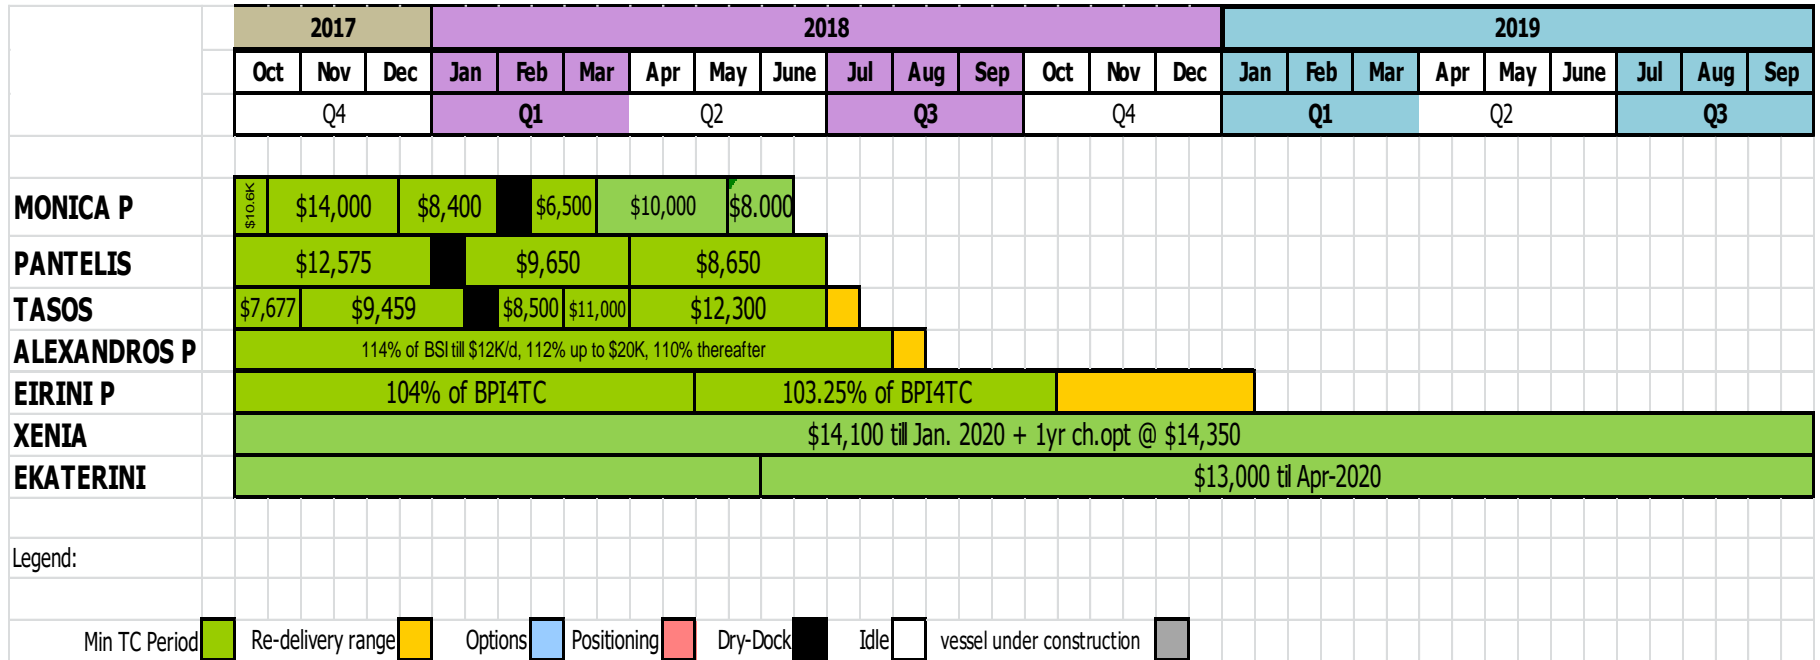 2017 2018 2019
Oct Nov Dec Jan Feb Mar Apr May June Jul Aug Sep Oct Nov Dec Jan Feb Mar Apr May June Jul Aug Sep
Q4 Q1 Q2 Q3 Q4 Q1 Q2 Q3
MONICA P $10.6K $14,000 $8,400 $6,500 $10,000 $8.000
PANTELIS $12,575 $9,650 $8,650
TASOS $7,677 $9,459 $8,500 $11,000 $12,300
ALEXANDROS P 114% of BSI till $12K/d, 112% up to $20K, 110% thereafter
EIRINI P 104% of BPI4TC 103.25% of BPI4TC
XENIA $14,100 till Jan. 2020 + 1yr ch.opt @ $14,350
EKATERINI $13,000 til Apr-2020
Legend:
Min TC Period Re-delivery range Options Positioning Dry-Dock Idle vessel under construction